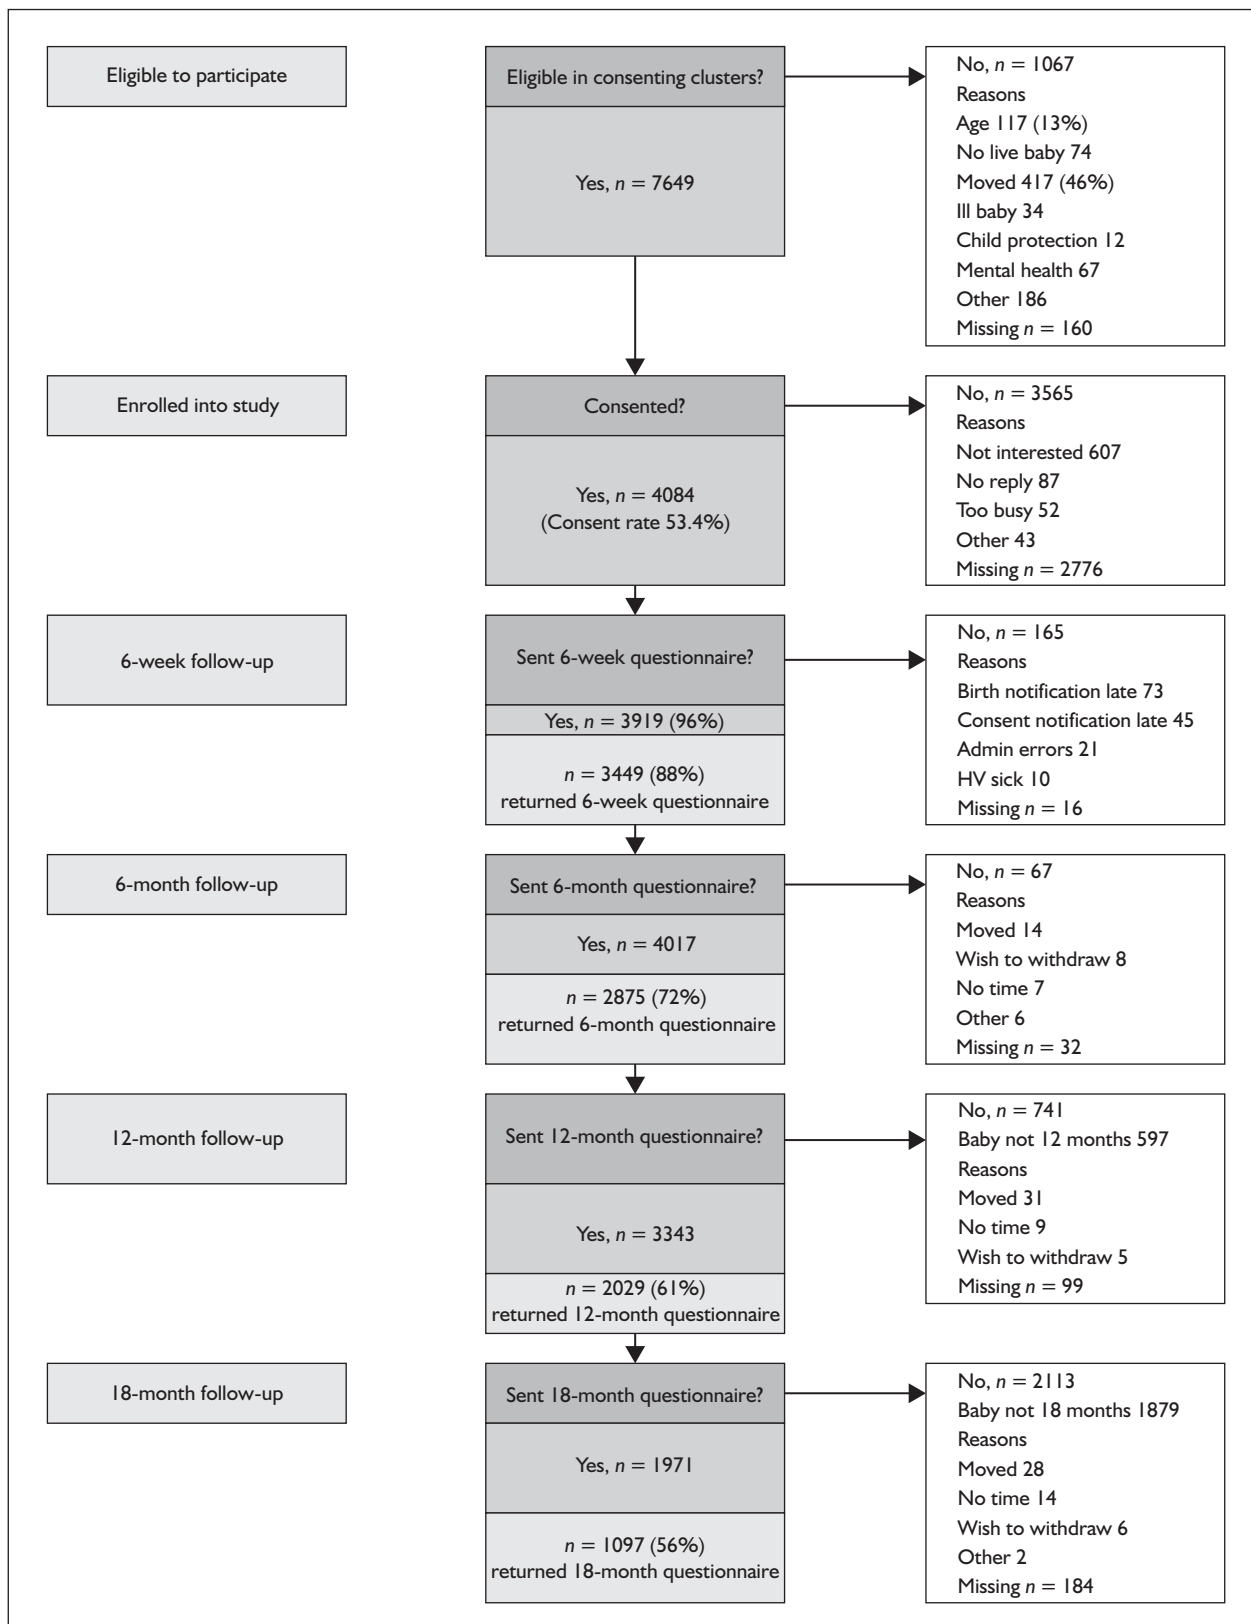 Eligible to participate
Eligible in consenting clusters?
Yes, n = 7649
No, n = 1067
Reasons
Age 117 (13%)
No live baby 74
Moved 417 (46%)
Ill baby 34
Child protection 12
Mental health 67
Other 186
Missing n = 160
Enrolled into study
Consented?
Yes, n = 4084
(Consent rate 53.4%)
No, n = 3565
Reasons
Not interested 607
No reply 87
Too busy 52
Other 43
Missing n = 2776
6-week follow-up
Sent 6-week questionnaire?
Yes, n = 3919 (96%)
n = 3449 (88%)
returned 6-week questionnaire
No, n = 165
Reasons
Birth notification late 73
Consent notification late 45
Admin errors 21
HV sick 10
Missing n = 16
6-month follow-up
Sent 6-month questionnaire?
Yes, n = 4017
n = 2875 (72%)
returned 6-month questionnaire
No, n = 67
Reasons
Moved 14
Wish to withdraw 8
No time 7
Other 6
Missing n = 32
12-month follow-up
Sent 12-month questionnaire?
Yes, n = 3343
n = 2029 (61%)
returned 12-month questionnaire
No, n = 741
Baby not 12 months 597
Reasons
Moved 31
No time 9
Wish to withdraw 5
Missing n = 99
18-month follow-up
Sent 18-month questionnaire?
Yes, n = 1971
n = 1097 (56%)
returned 18-month questionnaire
No, n = 2113
Baby not 18 months 1879
Reasons
Moved 28
No time 14
Wish to withdraw 6
Other 2
Missing n = 184